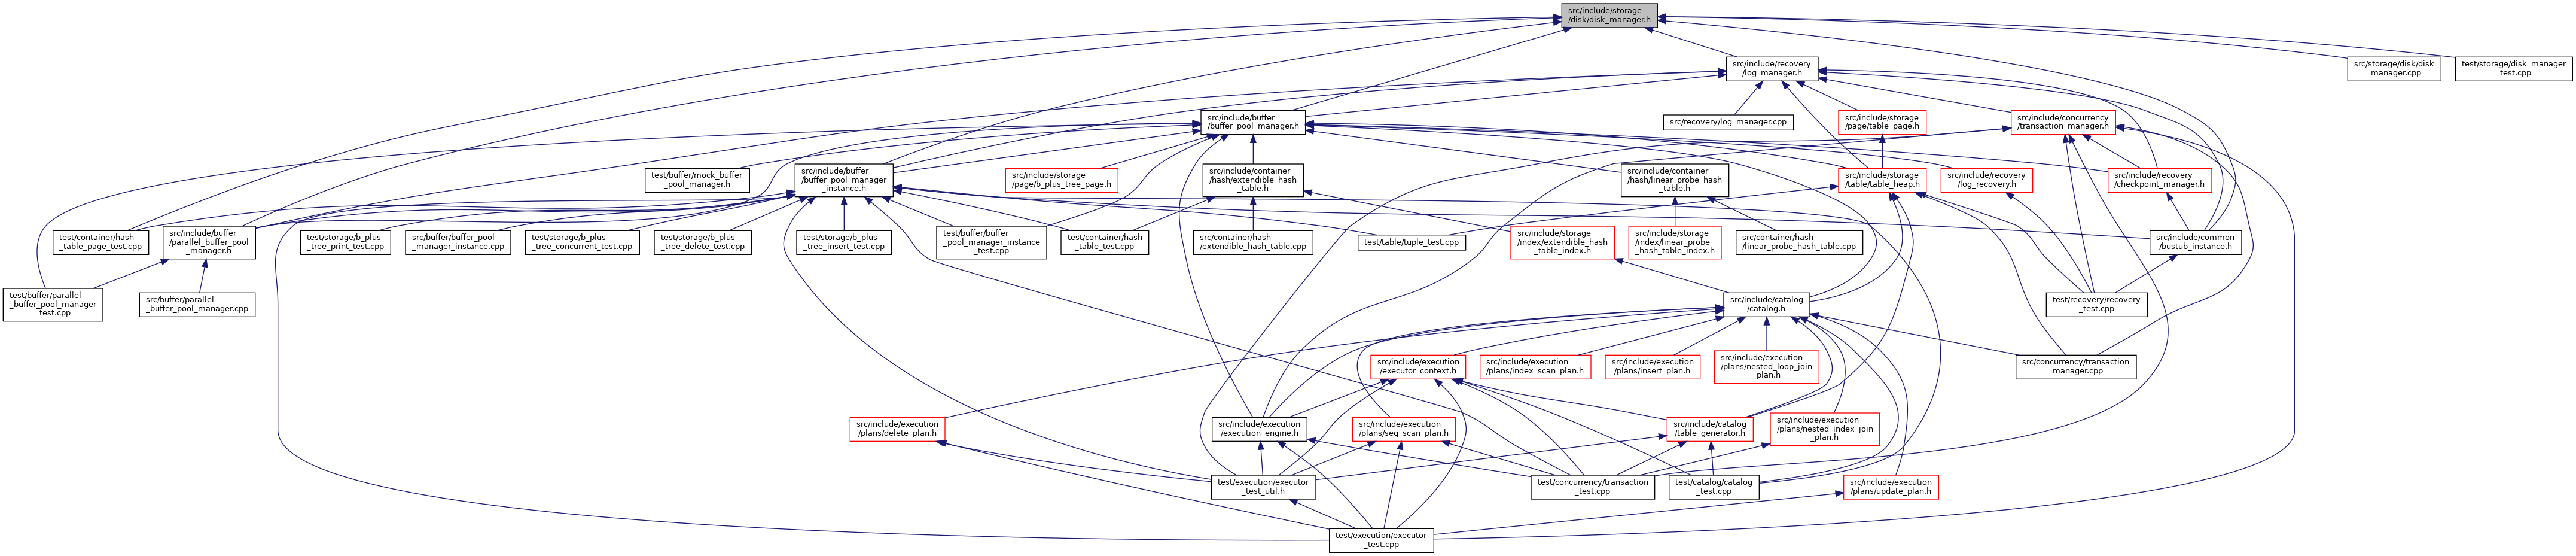 src/include/storage
/disk/disk_manager.h
src/include/recovery
/log_manager.h
src/storage/disk/disk
_manager.cpp
test/storage/disk_manager
_test.cpp
src/include/buffer
/buffer_pool_manager.h
src/recovery/log_manager.cpp
src/include/storage
/page/table_page.h
src/include/concurrency
/transaction_manager.h
test/buffer/mock_buffer
_pool_manager.h
src/include/buffer
/buffer_pool_manager
_instance.h
src/include/storage
/page/b_plus_tree_page.h
src/include/container
/hash/extendible_hash
_table.h
src/include/container
/hash/linear_probe_hash
_table.h
src/include/storage
/table/table_heap.h
src/include/recovery
/log_recovery.h
src/include/recovery
/checkpoint_manager.h
test/container/hash
_table_page_test.cpp
src/include/buffer
/parallel_buffer_pool
_manager.h
test/storage/b_plus
_tree_print_test.cpp
src/buffer/buffer_pool
_manager_instance.cpp
test/storage/b_plus
_tree_concurrent_test.cpp
test/storage/b_plus
_tree_delete_test.cpp
test/storage/b_plus
_tree_insert_test.cpp
test/buffer/buffer
_pool_manager_instance
_test.cpp
test/container/hash
_table_test.cpp
src/container/hash
/extendible_hash_table.cpp
test/table/tuple_test.cpp
src/include/storage
/index/extendible_hash
_table_index.h
src/include/storage
/index/linear_probe
_hash_table_index.h
src/container/hash
/linear_probe_hash_table.cpp
src/include/common
/bustub_instance.h
test/buffer/parallel
_buffer_pool_manager
_test.cpp
src/buffer/parallel
_buffer_pool_manager.cpp
src/include/catalog
/catalog.h
test/recovery/recovery
_test.cpp
src/include/execution
/executor_context.h
src/include/execution
/plans/index_scan_plan.h
src/include/execution
/plans/insert_plan.h
src/include/execution
/plans/nested_loop_join
_plan.h
src/concurrency/transaction
_manager.cpp
src/include/execution
/plans/delete_plan.h
src/include/execution
/execution_engine.h
src/include/execution
/plans/seq_scan_plan.h
src/include/catalog
/table_generator.h
src/include/execution
/plans/nested_index_join
_plan.h
test/execution/executor
_test_util.h
test/concurrency/transaction
_test.cpp
test/catalog/catalog
_test.cpp
src/include/execution
/plans/update_plan.h
test/execution/executor
_test.cpp